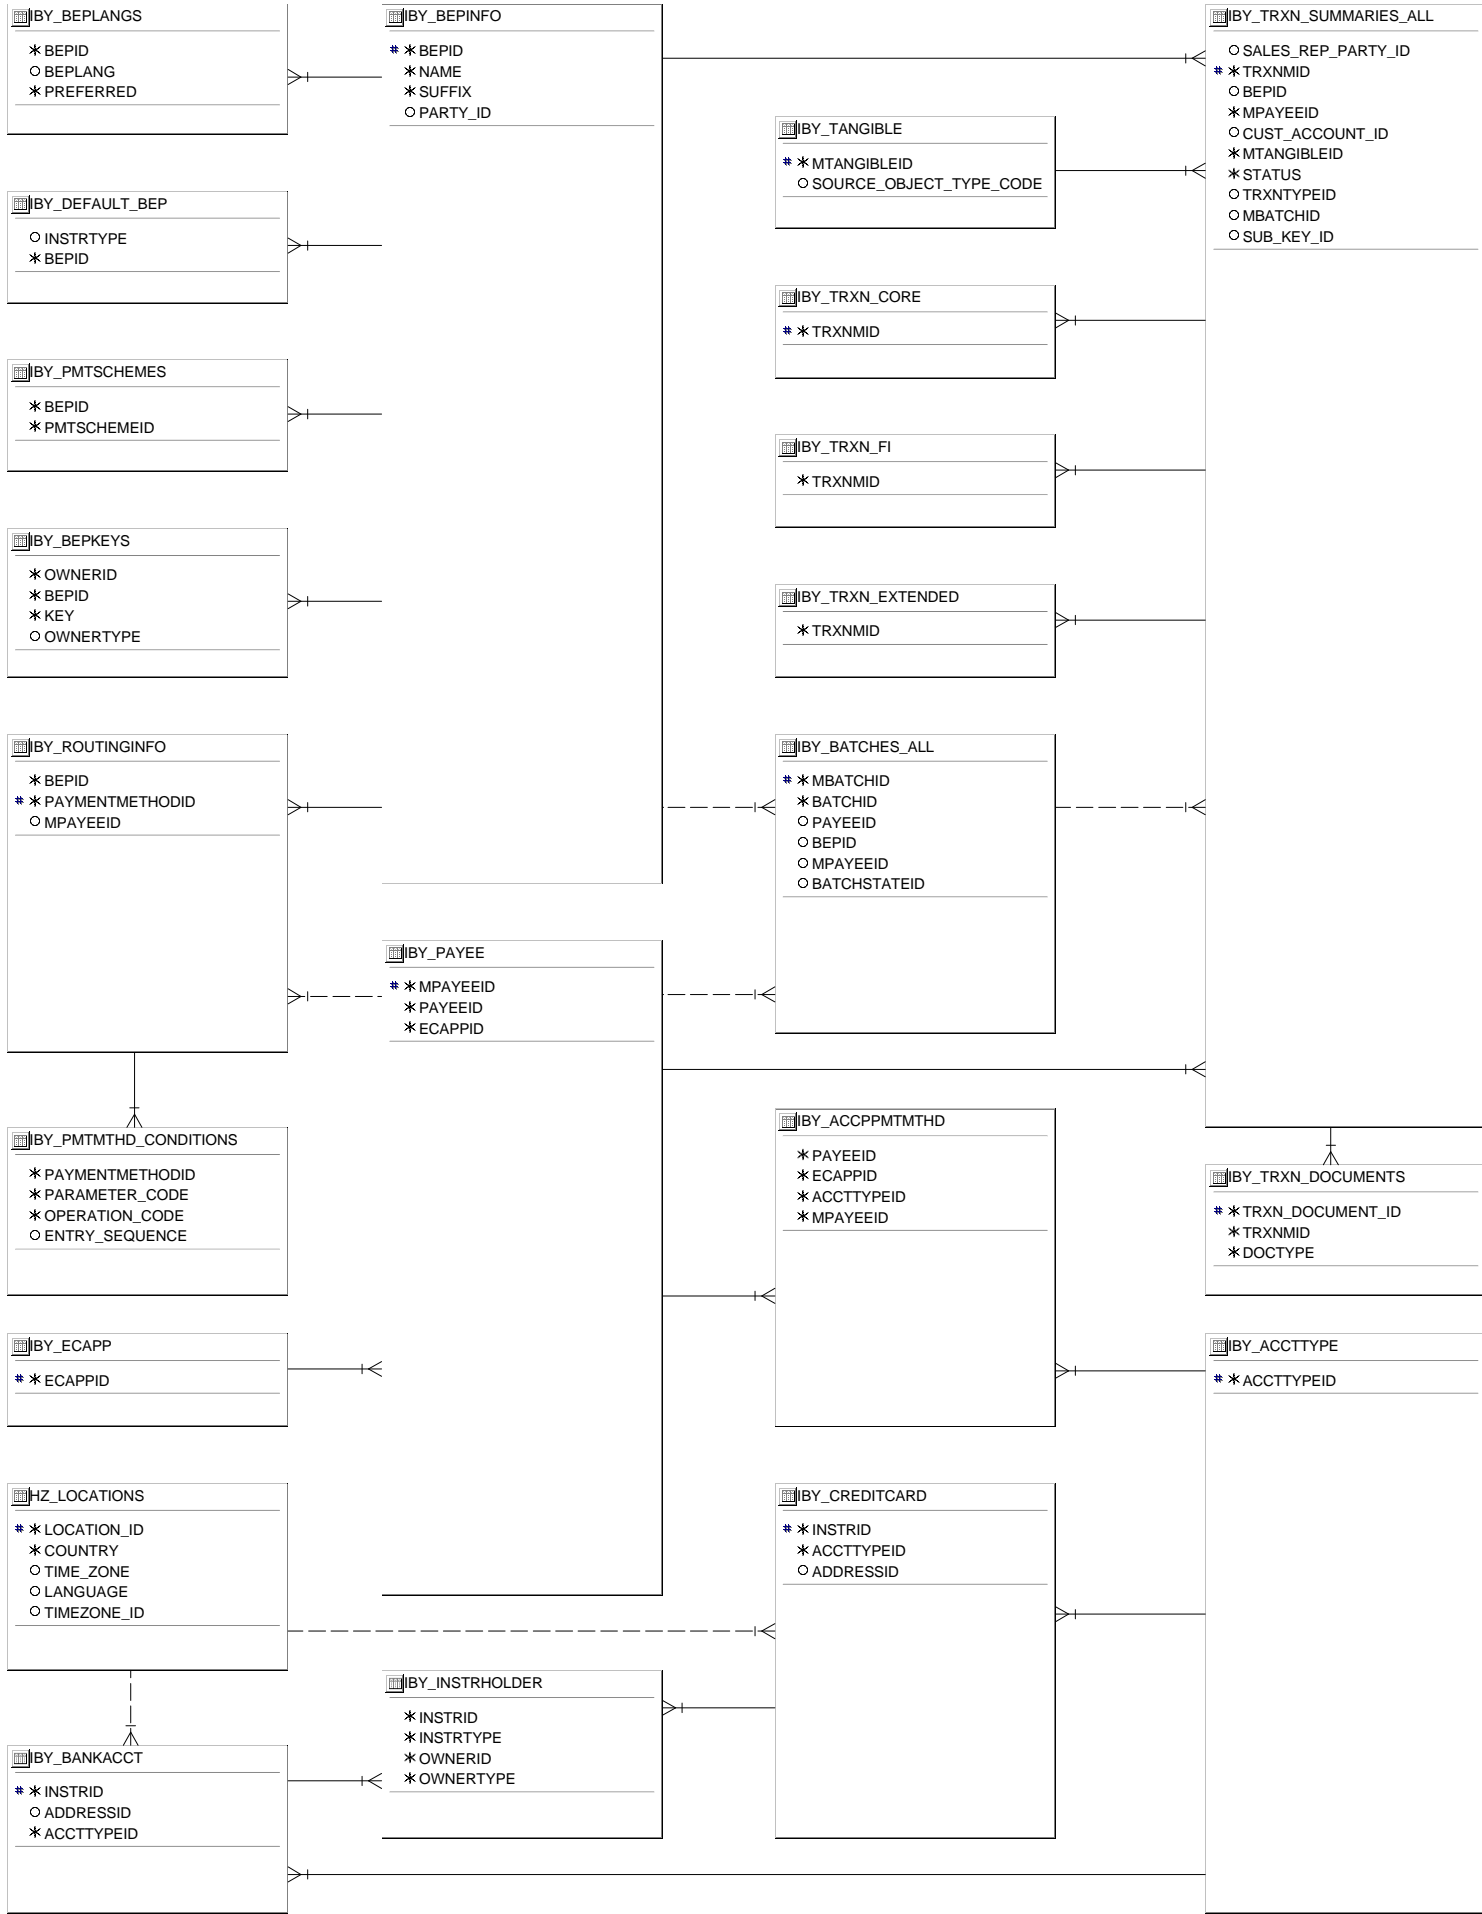 IBY_BEPLANGS
BEPID
BEPLANG
PREFERRED
IBY_DEFAULT_BEP
INSTRTYPE
BEPID
IBY_PMTSCHEMES
BEPID
PMTSCHEMEID
IBY_BEPKEYS
OWNERID
BEPID
KEY
OWNERTYPE
IBY_ROUTINGINFO
BEPID
# * PAYMENTMETHODID
MPAYEEID
IBY_PMTMTHD_CONDITIONS
PAYMENTMETHODID
PARAMETER_CODE
OPERATION_CODE
ENTRY_SEQUENCE
IBY_ECAPP
# * ECAPPID
HZ_LOCATIONS
# * LOCATION_ID
COUNTRY
TIME_ZONE
LANGUAGE
TIMEZONE_ID
IBY_BANKACCT
# * INSTRID
ADDRESSID
ACCTTYPEID
IBY_BEPINFO
# * BEPID
NAME
SUFFIX
PARTY_ID
IBY_PAYEE
# * MPAYEEID
PAYEEID
ECAPPID
IBY_INSTRHOLDER
INSTRID
INSTRTYPE
OWNERID
OWNERTYPE
IBY_TANGIBLE
# * MTANGIBLEID
SOURCE_OBJECT_TYPE_CODE
IBY_TRXN_CORE
# * TRXNMID
IBY_TRXN_FI
TRXNMID
IBY_TRXN_EXTENDED
TRXNMID
IBY_BATCHES_ALL
# * MBATCHID
BATCHID
PAYEEID
BEPID
MPAYEEID
BATCHSTATEID
IBY_ACCPPMTMTHD
PAYEEID
ECAPPID
ACCTTYPEID
MPAYEEID
IBY_CREDITCARD
# * INSTRID
ACCTTYPEID
ADDRESSID
IBY_TRXN_SUMMARIES_ALL
SALES_REP_PARTY_ID
# * TRXNMID
BEPID
MPAYEEID
CUST_ACCOUNT_ID
MTANGIBLEID
STATUS
TRXNTYPEID
MBATCHID
SUB_KEY_ID
IBY_TRXN_DOCUMENTS
# * TRXN_DOCUMENT_ID
TRXNMID
DOCTYPE
IBY_ACCTTYPE
# * ACCTTYPEID